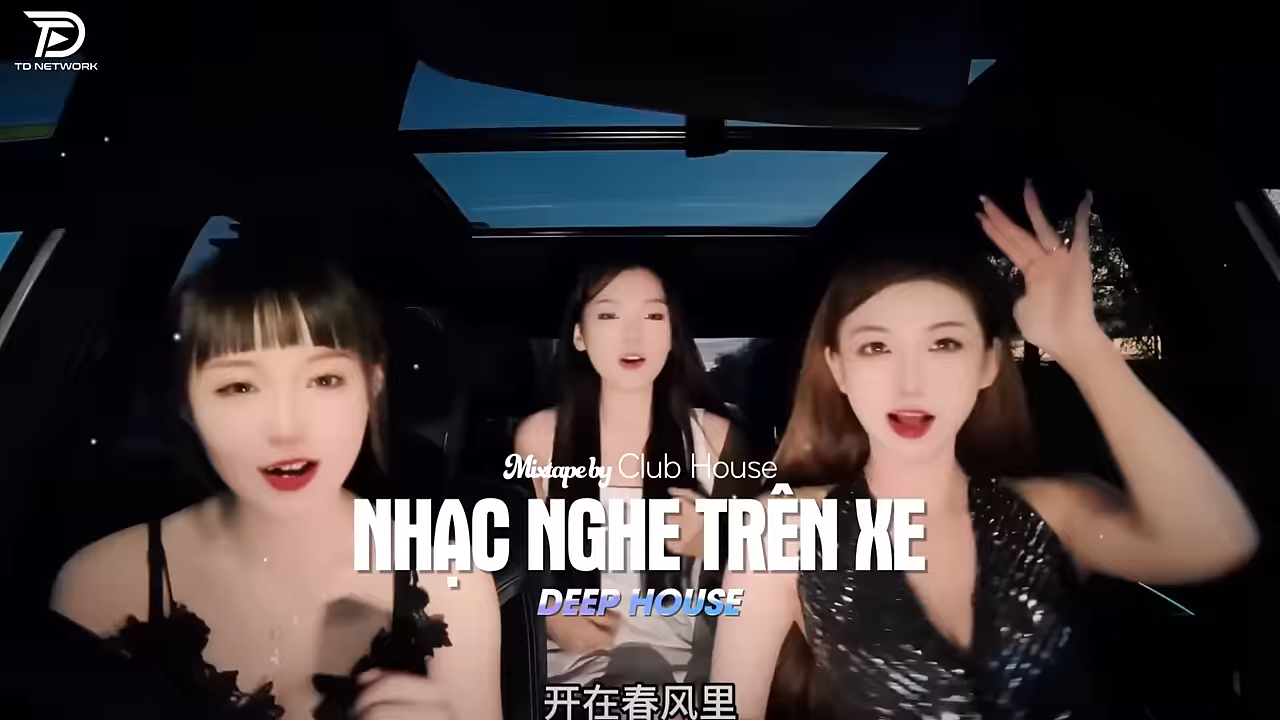 TD NETWORK
Mixtape by Club House
NHẠC NGHE TRÊN XE
DEEP HOUSE
开在春风里